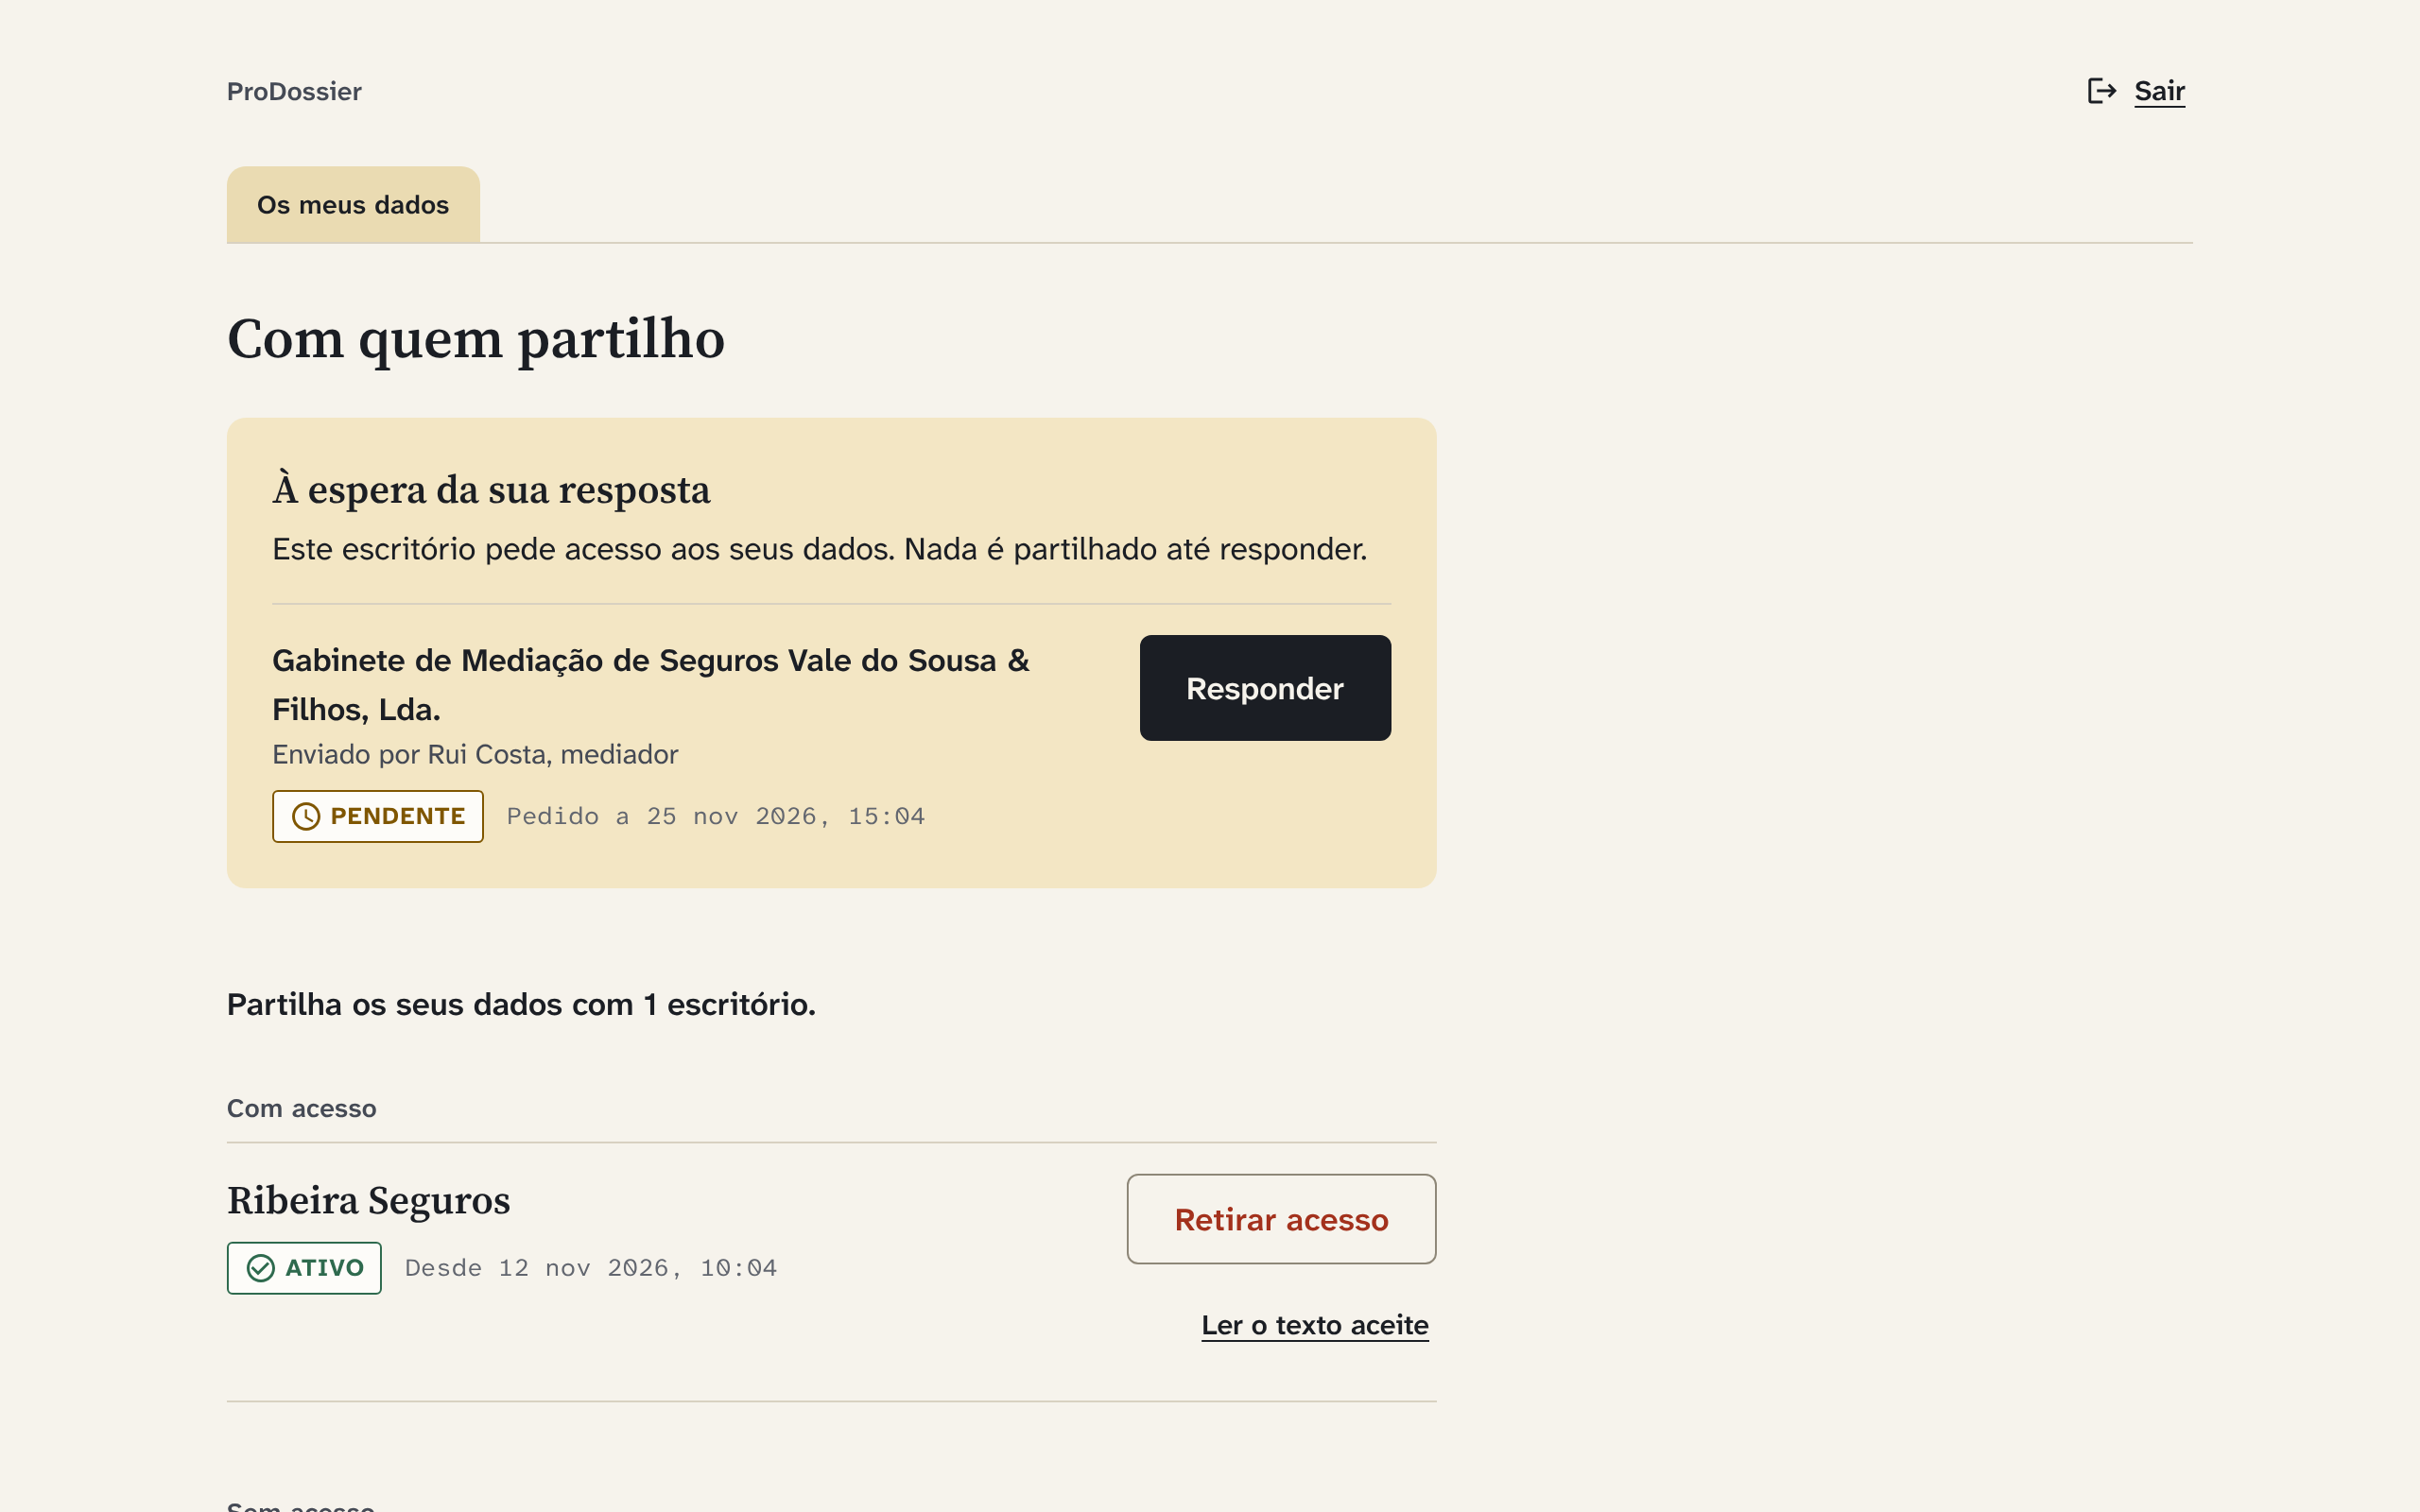 ProDossier
Sair
Os meus dados
Com quem partilho
À espera da sua resposta
Este escritório pede acesso aos seus dados. Nada é partilhado até responder.
Gabinete de Mediação de Seguros Vale do Sousa &
Filhos, Lda.
Responder
Enviado por Rui Costa, mediador
PENDENTE
Pedido a 25 nov 2026, 15:04
Partilha os seus dados com 1 escritório.
Com acesso
Ribeira Seguros
Retirar acesso
ATIVO
Desde 12 nov 2026, 10:04
Ler o texto aceite
Sem acesso